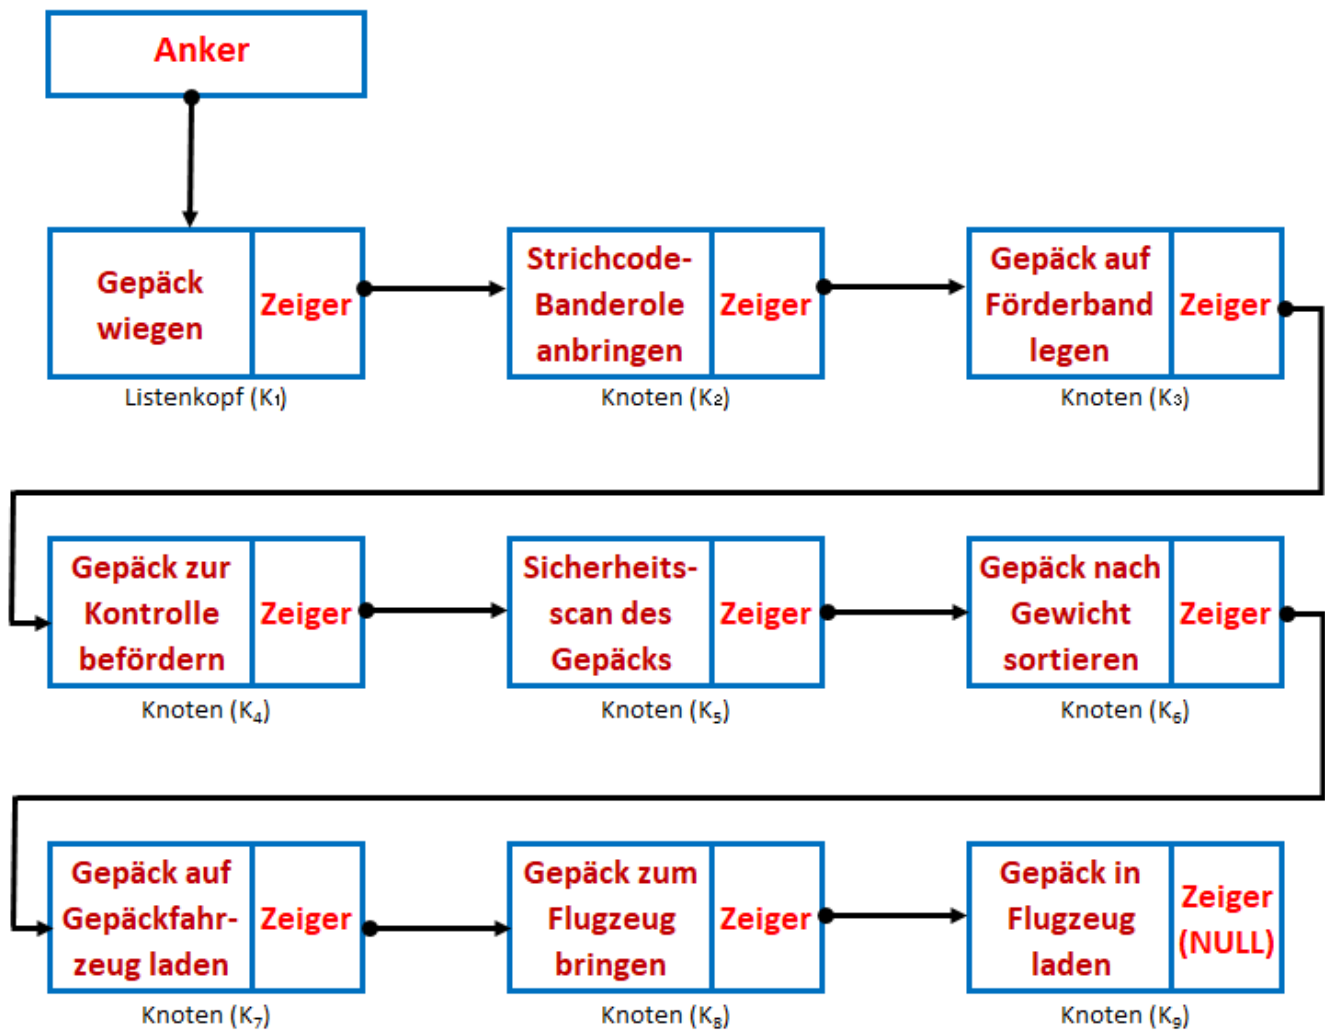 Anker
Gepäck
wiegen
Zeiger
Listenkopf (K₁)
Strichcode-
Banderole
anbringen
Zeiger
Knoten (K₂)
Gepäck auf
Förderband
legen
Zeiger
Knoten (K₃)
Gepäck zur
Kontrolle
befördern
Zeiger
Knoten (K₄)
Sicherheits-
scan des
Gepäcks
Zeiger
Knoten (K₅)
Gepäck nach
Gewicht
sortieren
Zeiger
Knoten (K₆)
Gepäck auf
Gepäckfahr-
zeug laden
Zeiger
Knoten (K₇)
Gepäck zum
Flugzeug
bringen
Zeiger
Knoten (K₈)
Gepäck in
Flugzeug
laden
Zeiger
(NULL)
Knoten (K₉)